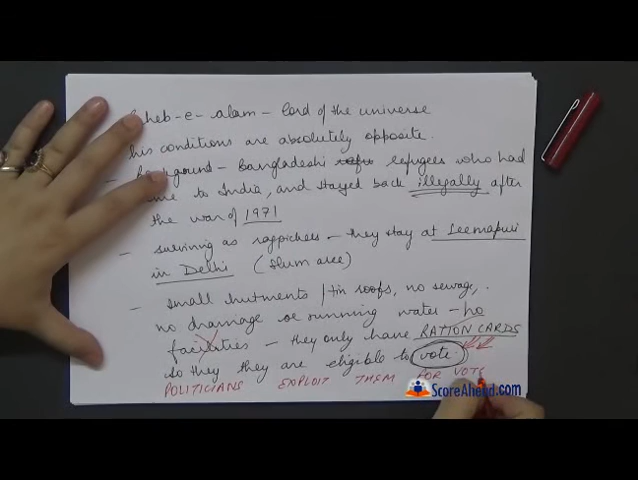 Saheb-e-alam - lord of the universe
his conditions are absolutely opposite.
- Background - Bangladeshi refugees who had
came to India, and stayed back illegally after
the war of 1971
- surviving as ragpickers - they stay at Seemapuri
in Delhi (slum area)
- small hutments / tin roofs, no sewage,
no drainage or running water - no
facilities - they only have RATION CARDS
so they they are eligible to vote.
POLITICIANS EXPLOIT THEM FOR VOTE
ScoreAhead.com